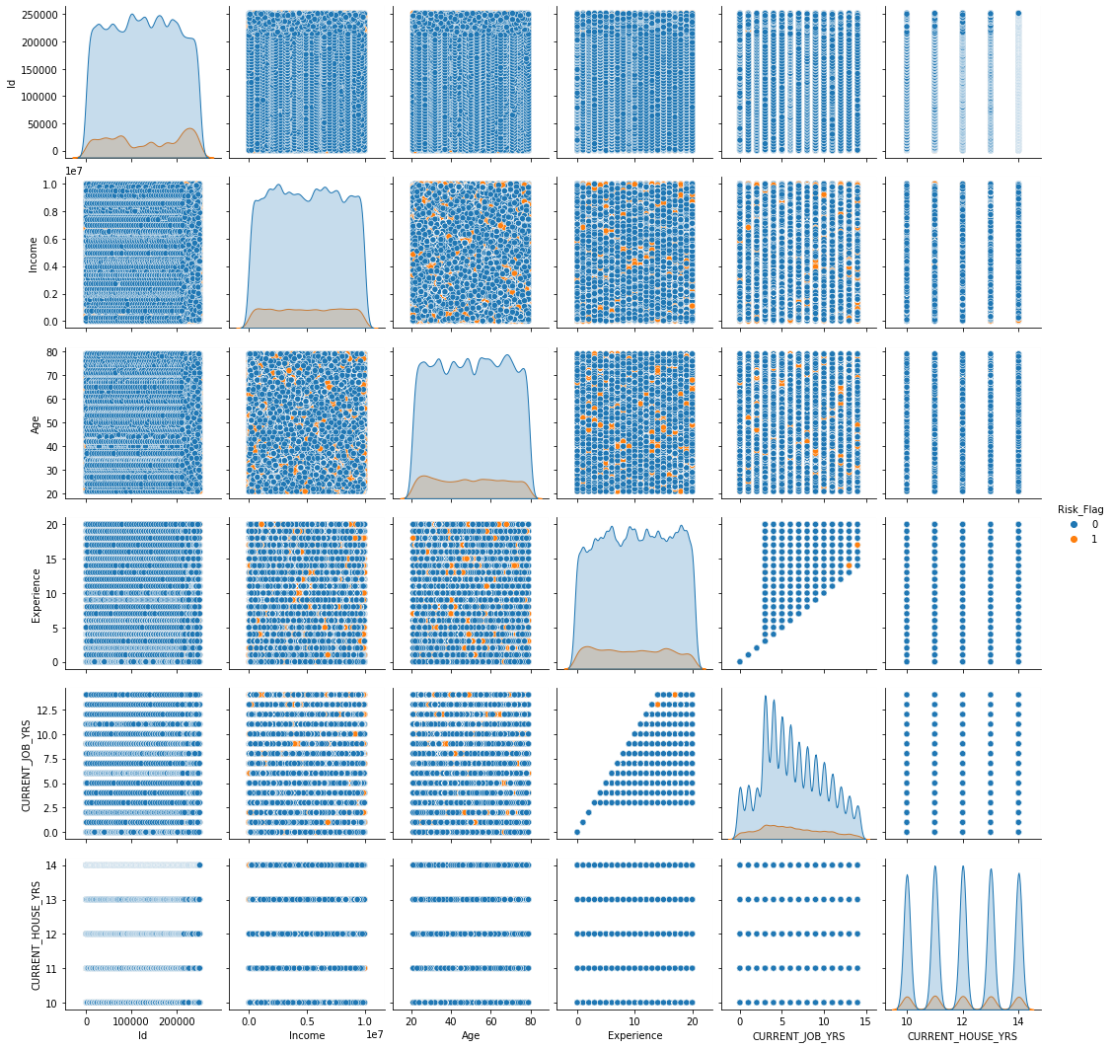 250000
200000
150000
100000
50000
0
Id
1e7
1.0
0.8
0.6
0.4
0.2
0.0
Income
80
70
60
50
40
30
20
Age
20
15
10
5
0
Experience
Risk_Flag
0
1
12.5
10.0
7.5
5.0
2.5
0.0
CURRENT_JOB_YRS
14
13
12
11
10
CURRENT_HOUSE_YRS
0 100000 200000
0.0 0.5 1.0
20 40 60 80
0 10 20
0 5 10 15
10 12 14
Id
Income
1e7
Age
Experience
CURRENT_JOB_YRS
CURRENT_HOUSE_YRS